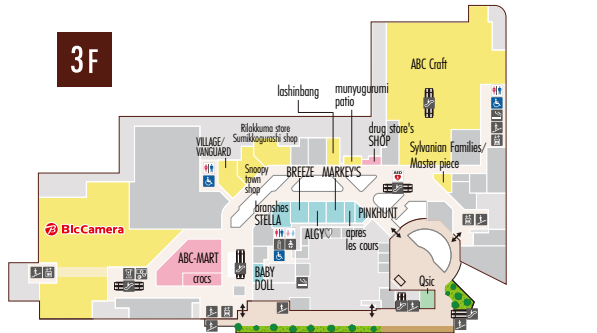 3F
ABC Craft
lashinbang
munyugurumi
patio
Rilakkuma store
Sumikkogurashi shop
drug store's
SHOP
VILLAGE/
VANGUARD
Sylvanian Families/
Master piece
Snoopy
town
shop
BREEZE
MARKEY'S
AED
branshes
STELLA
PINKHUNT
ALGY♡
apres
les cours
BicCamera
ABC-MART
crocs
BABY
DOLL
Qsic